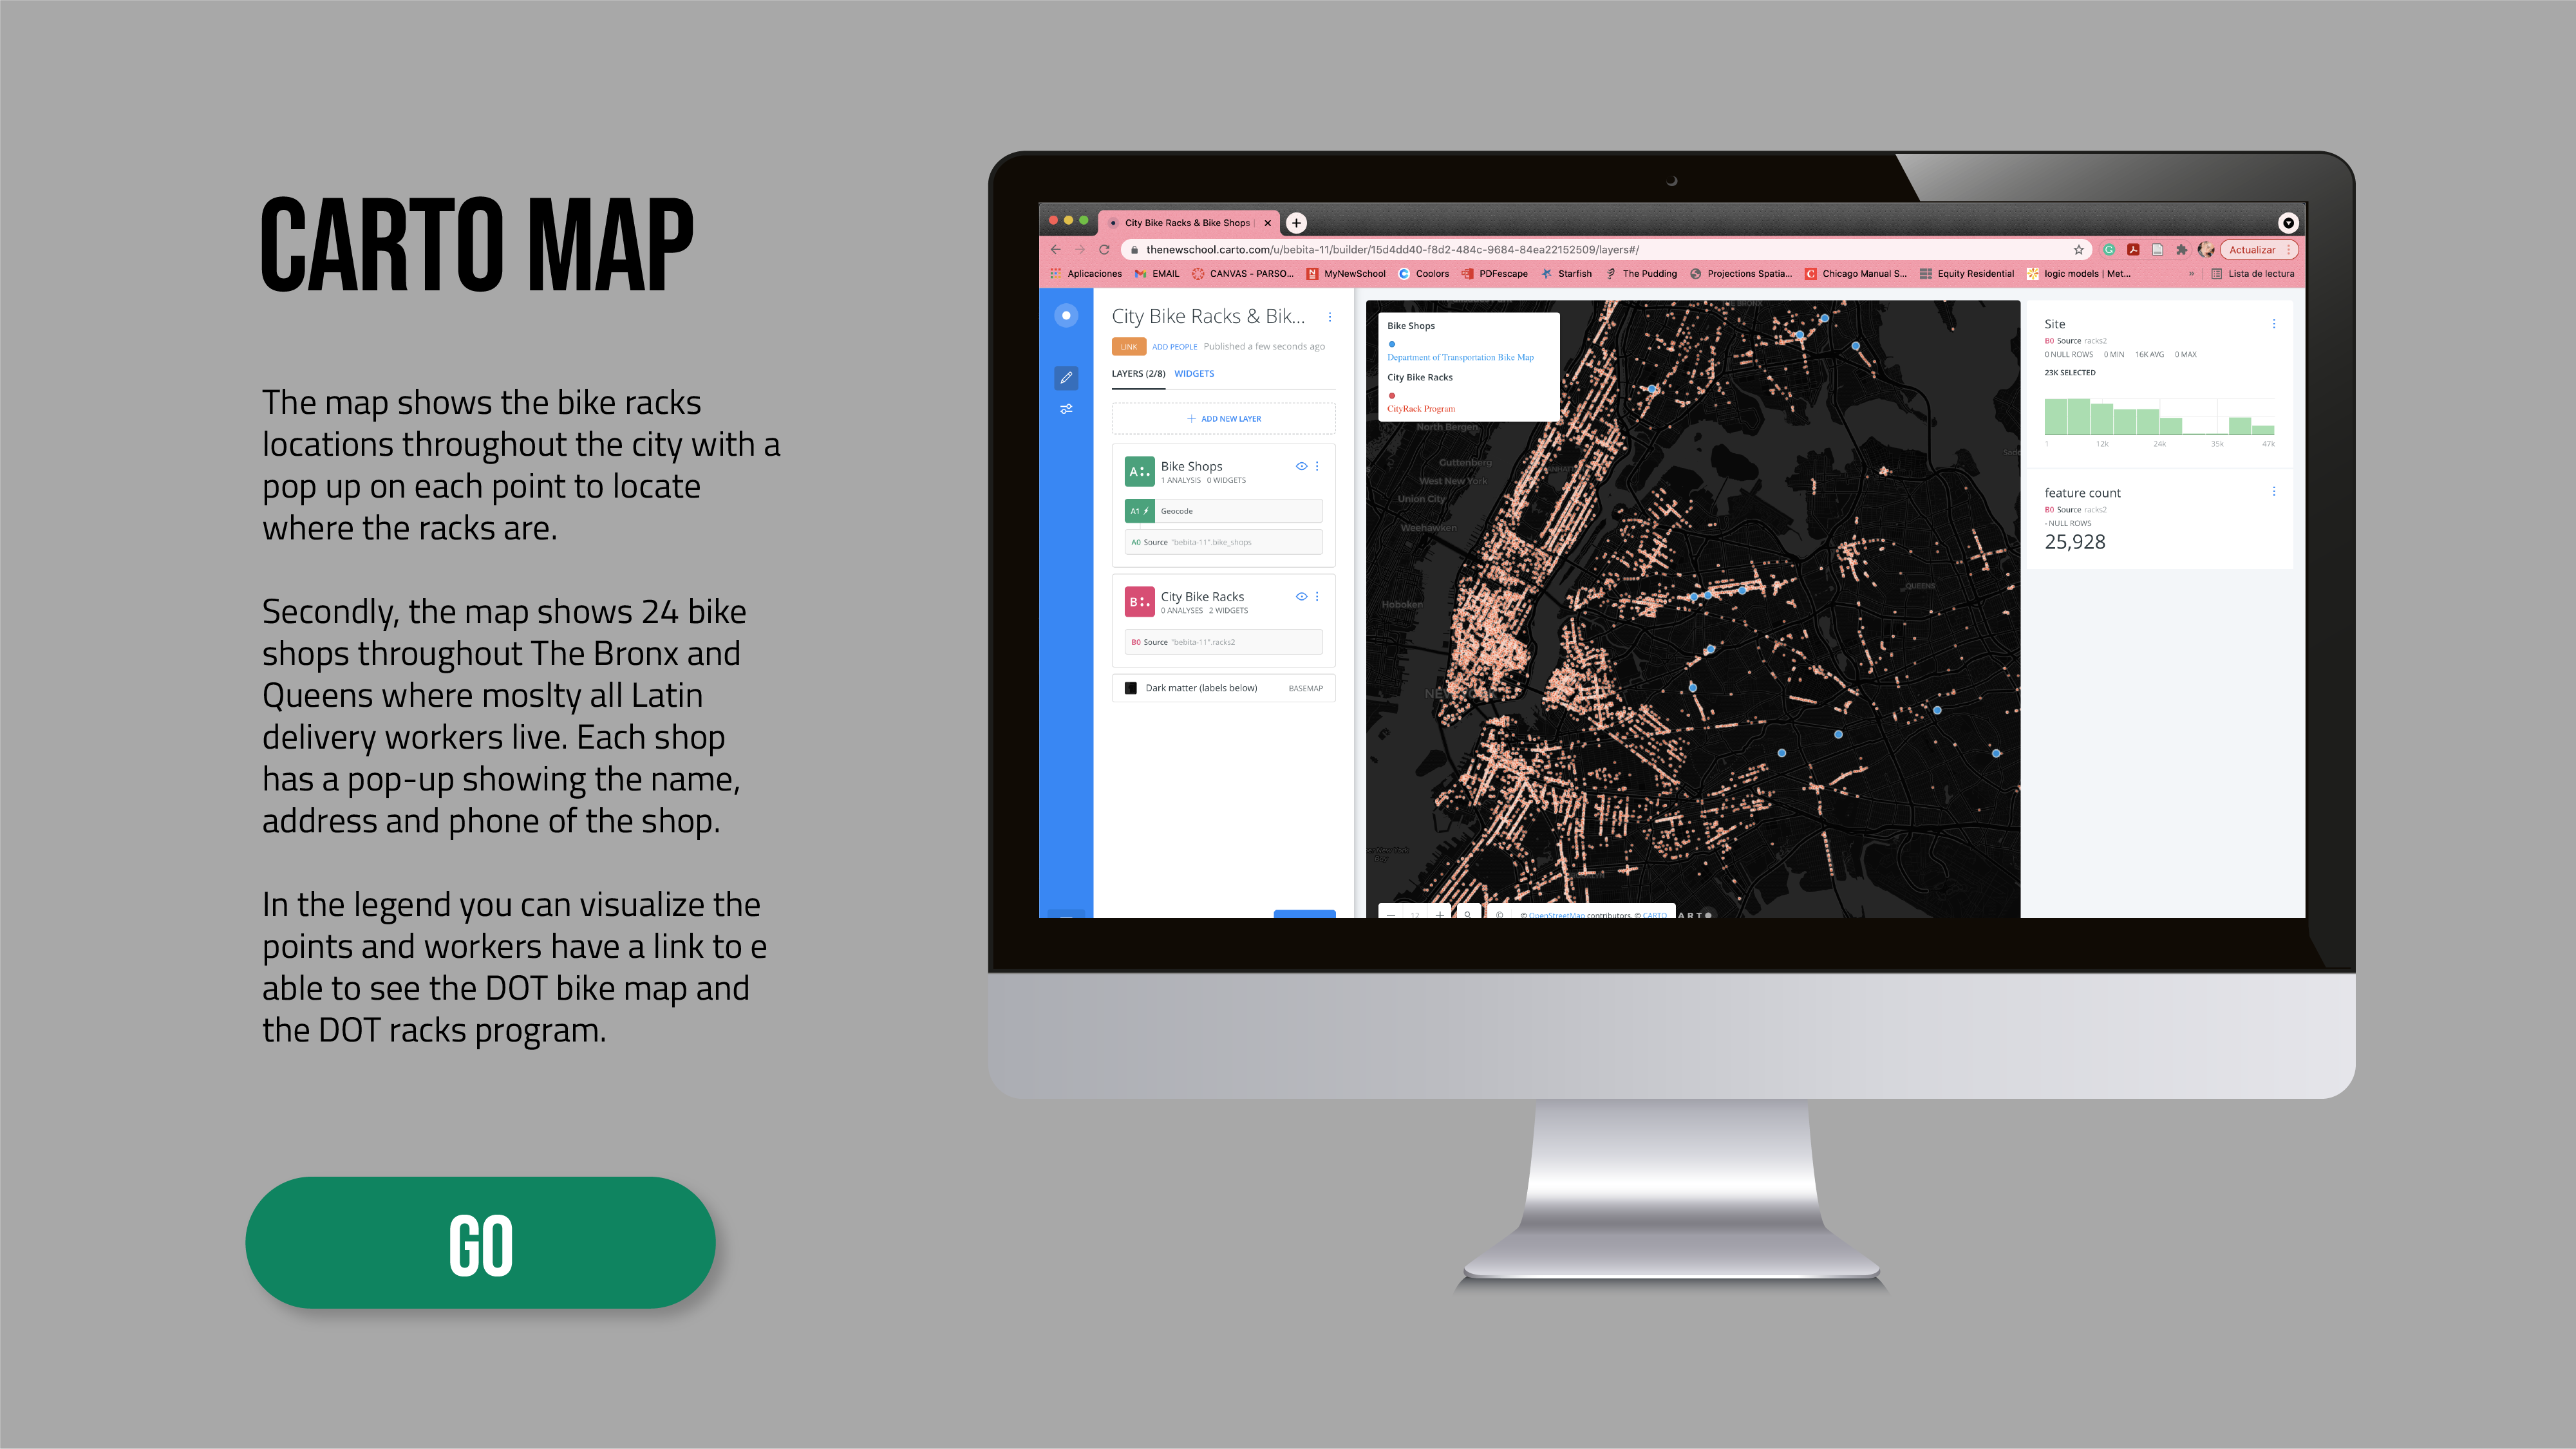 CARTO MAP
The map shows the bike racks
locations throughout the city with a
pop up on each point to locate
where the racks are.
Secondly, the map shows 24 bike
shops throughout The Bronx and
Queens where moslty all Latin
delivery workers live. Each shop
has a pop-up showing the name,
address and phone of the shop.
In the legend you can visualize the
points and workers have a link to e
able to see the DOT bike map and
the DOT racks program.
GO
City Bike Racks & Bike Shops
thenewschool.carto.com/u/bebita-11/builder/15d4dd40-f8d2-484c-9684-84ea22152509/layers#/
Actualizar
Aplicaciones EMAIL CANVAS - PARSO... MyNewSchool Coolors PDFescape Starfish The Pudding Projections Spatia... Chicago Manual S... Equity Residential logic models | Met... » Lista de lectura
City Bike Racks & Bik...
LINK ADD PEOPLE Published a few seconds ago
LAYERS (2/8) WIDGETS
+ ADD NEW LAYER
A Bike Shops
1 ANALYSIS 0 WIDGETS
A1 Geocode
A0 Source "bebita-11".bike_shops
B City Bike Racks
0 ANALYSES 2 WIDGETS
B0 Source "bebita-11".racks2
Dark matter (labels below) BASEMAP
Bike Shops
Department of Transportation Bike Map
City Bike Racks
CityRack Program
BRONX
North Bergen
Guttenberg
West New York
Union City
Weehawken
Hoboken
QUEENS
12
© OpenStreetMap contributors, © CARTO
Site
B0 Source racks2
0 NULL ROWS 0 MIN 16K AVG 0 MAX
23K SELECTED
1 12k 24k 35k 47k
feature count
B0 Source racks2
- NULL ROWS
25,928